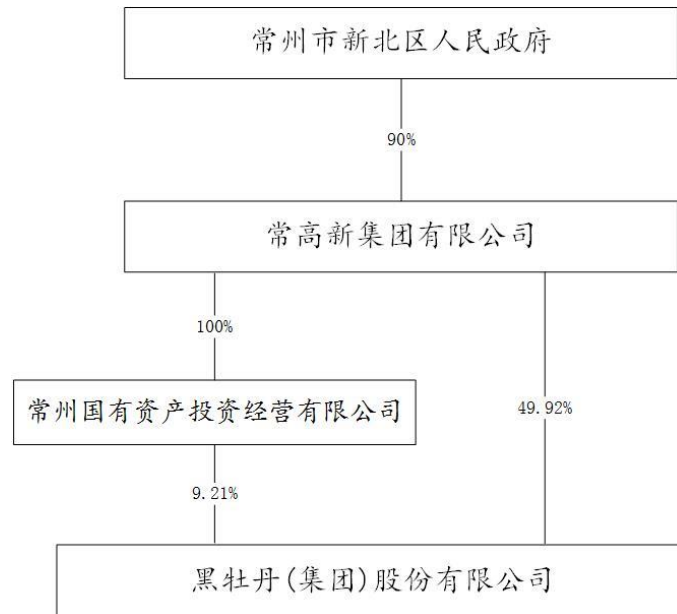 常州市新北区人民政府
90%
常高新集团有限公司
100%
常州国有资产投资经营有限公司
49.92%
9.21%
黑牡丹(集团)股份有限公司